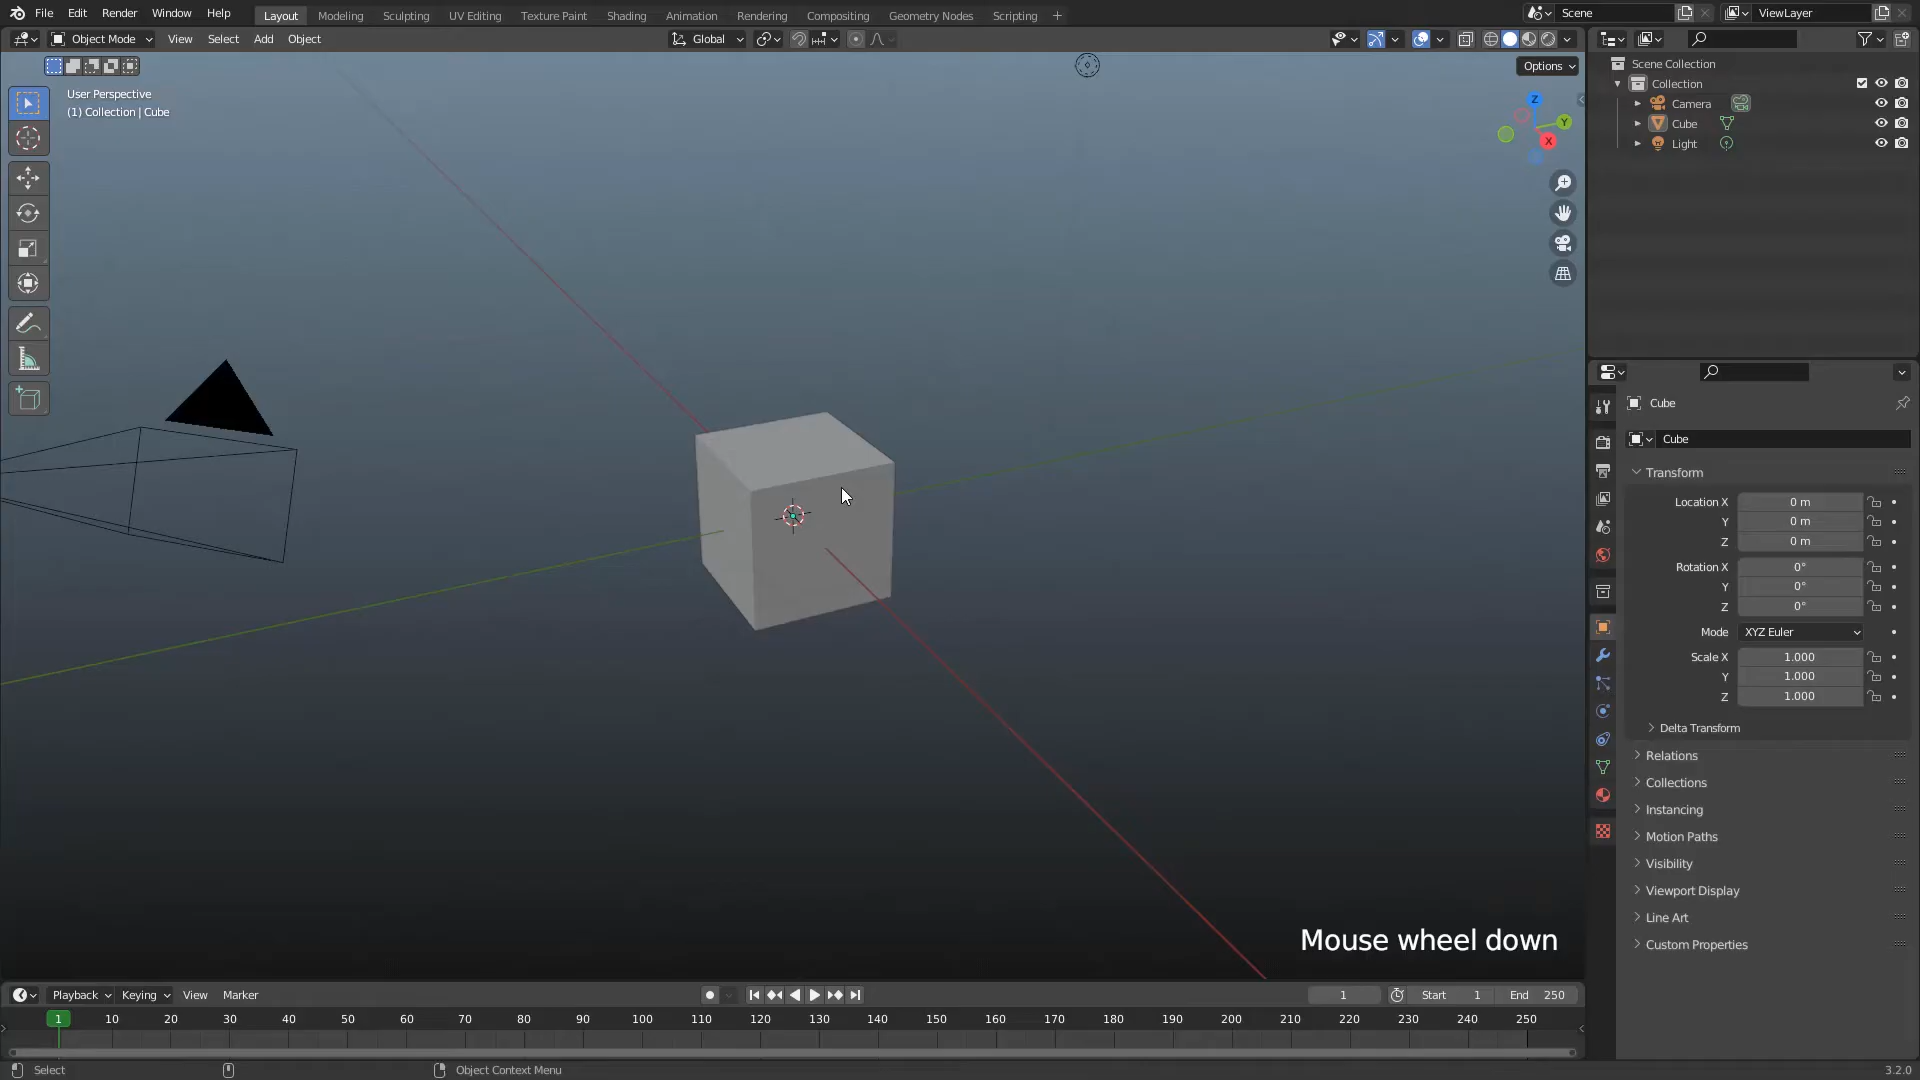 File Edit Render Window Help Layout Modeling Sculpting UV Editing Texture Paint Shading Animation Rendering Compositing Geometry Nodes Scripting + Scene ViewLayer
Object Mode View Select Add Object Global
Options
User Perspective
(1) Collection | Cube
Z
Y
X
Scene Collection
Collection
Camera
Cube
Light
Cube
Cube
Transform
Location X 0 m
Y 0 m
Z 0 m
Rotation X 0°
Y 0°
Z 0°
Mode XYZ Euler
Scale X 1.000
Y 1.000
Z 1.000
Delta Transform
Relations
Collections
Instancing
Motion Paths
Visibility
Viewport Display
Line Art
Custom Properties
Mouse wheel down
Playback Keying View Marker 1 Start 1 End 250
1 10 20 30 40 50 60 70 80 90 100 110 120 130 140 150 160 170 180 190 200 210 220 230 240 250
Select Object Context Menu 3.2.0